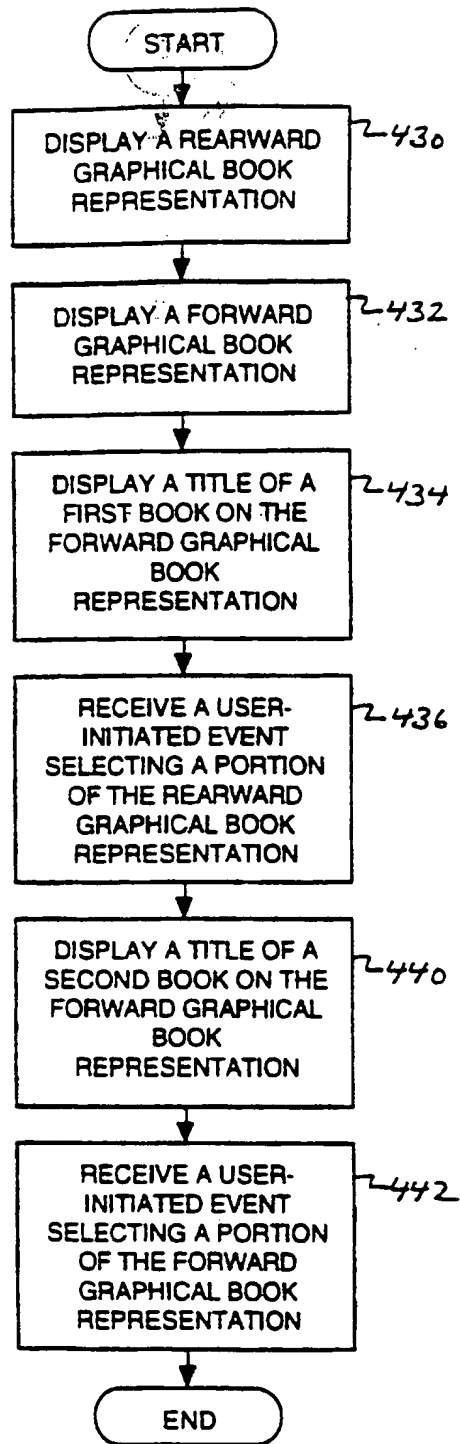 START
DISPLAY A REARWARD
GRAPHICAL BOOK
REPRESENTATION
430
DISPLAY A FORWARD
GRAPHICAL BOOK
REPRESENTATION
432
DISPLAY A TITLE OF A
FIRST BOOK ON THE
FORWARD GRAPHICAL
BOOK
REPRESENTATION
434
RECEIVE A USER-
INITIATED EVENT
SELECTING A PORTION
OF THE REARWARD
GRAPHICAL BOOK
REPRESENTATION
436
DISPLAY A TITLE OF A
SECOND BOOK ON THE
FORWARD GRAPHICAL
BOOK
REPRESENTATION
440
RECEIVE A USER-
INITIATED EVENT
SELECTING A PORTION
OF THE FORWARD
GRAPHICAL BOOK
REPRESENTATION
442
END